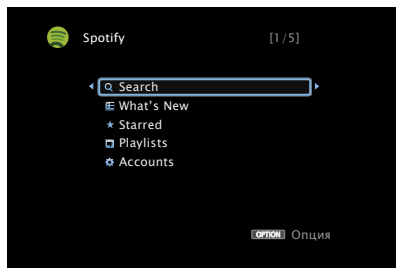 Spotify [1/5]
Search
What's New
Starred
Playlists
Accounts
OPTION Опция